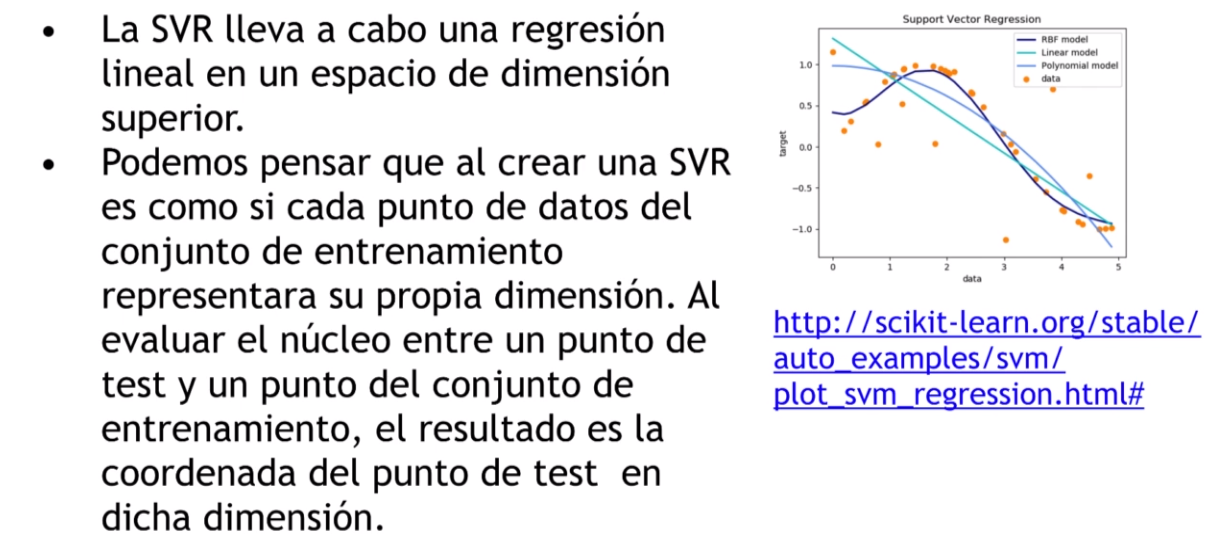 • La SVR lleva a cabo una regresión
lineal en un espacio de dimensión
superior.
• Podemos pensar que al crear una SVR
es como si cada punto de datos del
conjunto de entrenamiento
representara su propia dimensión. Al
evaluar el núcleo entre un punto de
test y un punto del conjunto de
entrenamiento, el resultado es la
coordenada del punto de test en
dicha dimensión.
Support Vector Regression
RBF model
Linear model
Polynomial model
data
1.0
0.5
0.0
−0.5
−1.0
target
0 1 2 3 4 5
data
http://scikit-learn.org/stable/
auto_examples/svm/
plot_svm_regression.html#